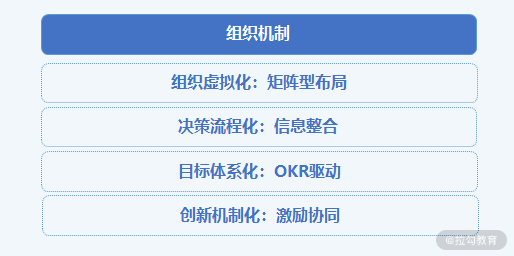 组织机制
组织虚拟化：矩阵型布局
决策流程化：信息整合
目标体系化：OKR驱动
创新机制化：激励协同
@拉勾教育